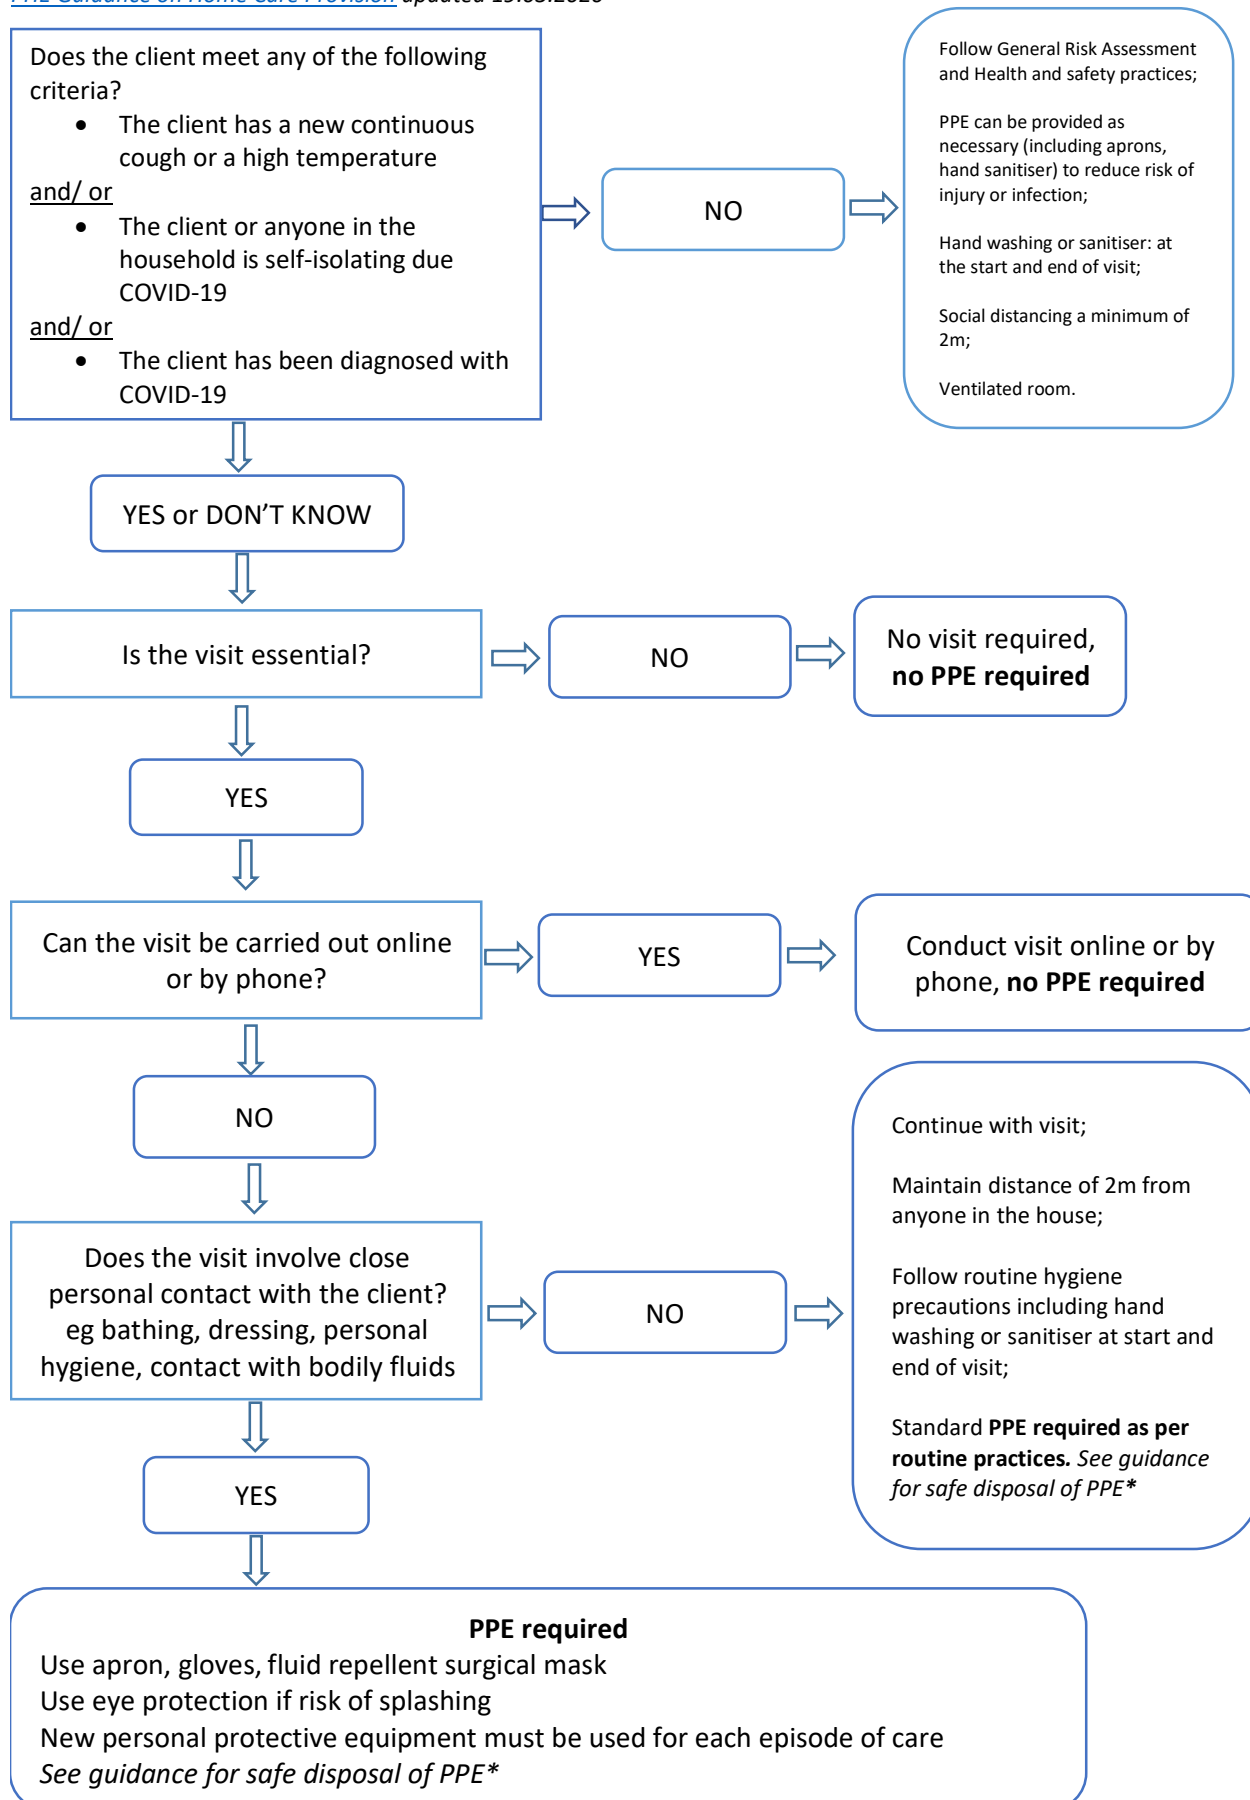 PHE Guidance on Home Care Provision updated 19.03.2020
Does the client meet any of the following
criteria?
• The client has a new continuous
cough or a high temperature
and/ or
• The client or anyone in the
household is self-isolating due
COVID-19
and/ or
• The client has been diagnosed with
COVID-19
NO
Follow General Risk Assessment
and Health and safety practices;
PPE can be provided as
necessary (including aprons,
hand sanitiser) to reduce risk of
injury or infection;
Hand washing or sanitiser: at
the start and end of visit;
Social distancing a minimum of
2m;
Ventilated room.
YES or DON’T KNOW
Is the visit essential?
NO
No visit required,
no PPE required
YES
Can the visit be carried out online
or by phone?
YES
Conduct visit online or by
phone, no PPE required
NO
Does the visit involve close
personal contact with the client?
eg bathing, dressing, personal
hygiene, contact with bodily fluids
NO
Continue with visit;
Maintain distance of 2m from
anyone in the house;
Follow routine hygiene
precautions including hand
washing or sanitiser at start and
end of visit;
Standard PPE required as per
routine practices. See guidance
for safe disposal of PPE*
YES
PPE required
Use apron, gloves, fluid repellent surgical mask
Use eye protection if risk of splashing
New personal protective equipment must be used for each episode of care
See guidance for safe disposal of PPE*